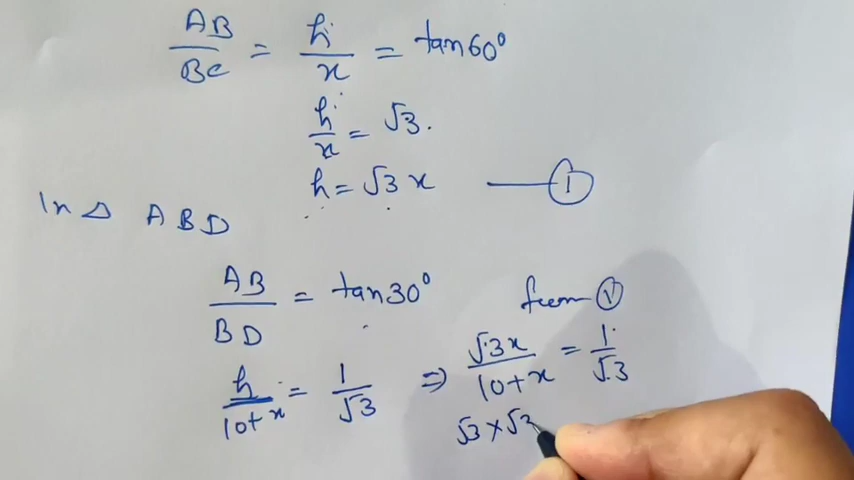 AB/BC = h/x = tan60°
h/x = √3.
h = √3 x —— ①
In △ ABD
AB/BD = tan30° from ①
h/10+x = 1/√3 ⇒ √3x/10+x = 1/√3
√3 × √3